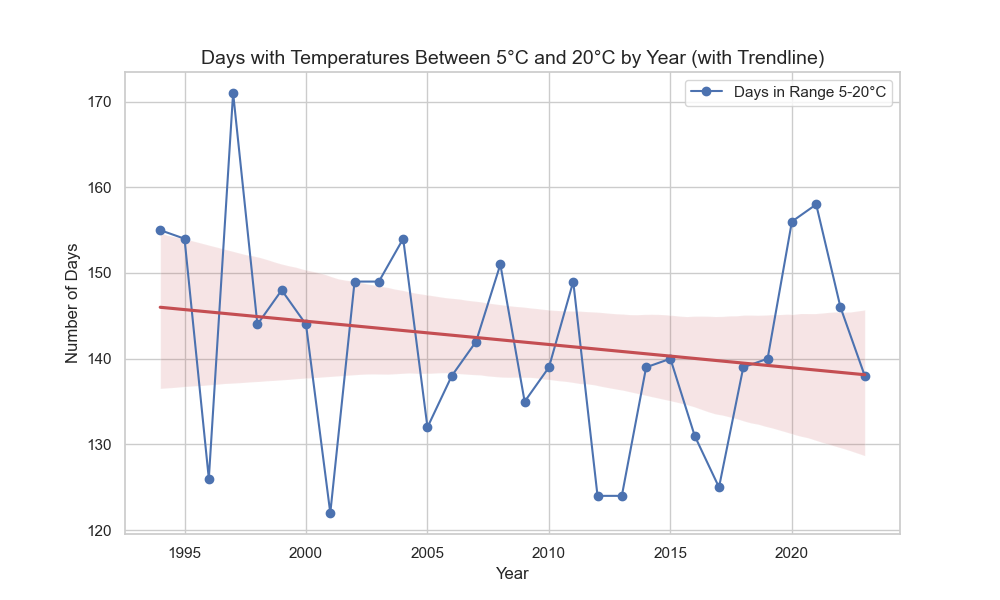 Days with Temperatures Between 5°C and 20°C by Year (with Trendline)
Days in Range 5-20°C
170
160
150
140
130
120
Number of Days
1995 2000 2005 2010 2015 2020
Year